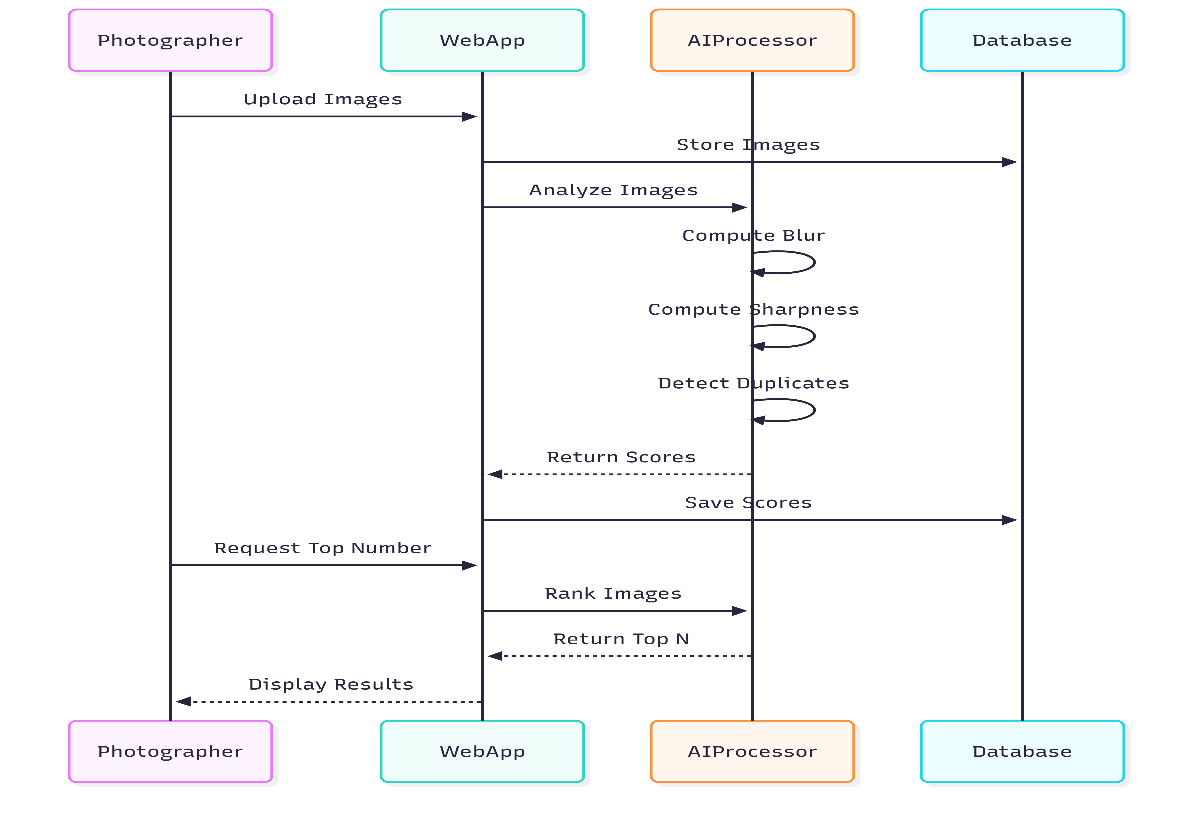 Photographer
WebApp
AIProcessor
Database
Upload Images
Store Images
Analyze Images
Compute Blur
Compute Sharpness
Detect Duplicates
Return Scores
Save Scores
Request Top Number
Rank Images
Return Top N
Display Results
Photographer
WebApp
AIProcessor
Database